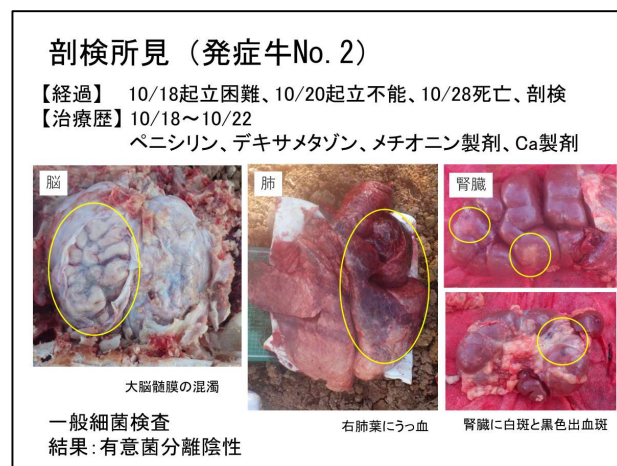 剖検所見（発症牛No.2）
【経過】　10/18起立困難、10/20起立不能、10/28死亡、剖検
【治療歴】10/18～10/22
ペニシリン、デキサメタゾン、メチオニン製剤、Ca製剤
脳
肺
腎臓
大脳髄膜の混濁
右肺葉にうっ血
腎臓に白斑と黒色出血斑
一般細菌検査
結果：有意菌分離陰性